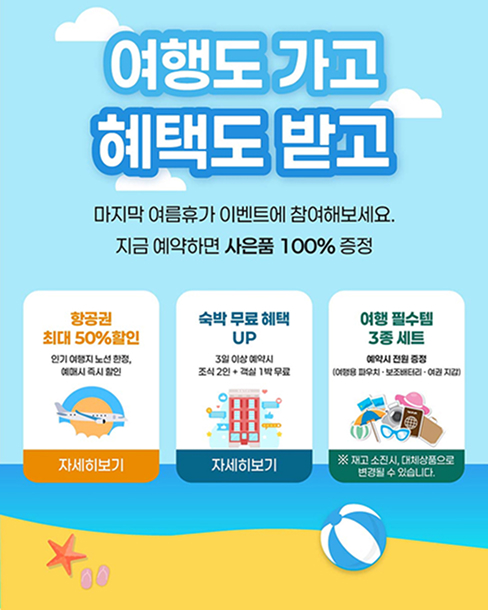 여행도 가고
혜택도 받고
마지막 여름휴가 이벤트에 참여해보세요.
지금 예약하면 사은품 100% 증정
항공권
최대 50%할인
인기 여행지 노선 한정,
예매시 즉시 할인
자세히보기
숙박 무료 혜택
UP
3일 이상 예약시
조식 2인 + 객실 1박 무료
자세히보기
여행 필수템
3종 세트
예약시 전원 증정
(여행용 파우치 · 보조배터리 · 여권 지갑)
※ 재고 소진시, 대체상품으로
변경될 수 있습니다.